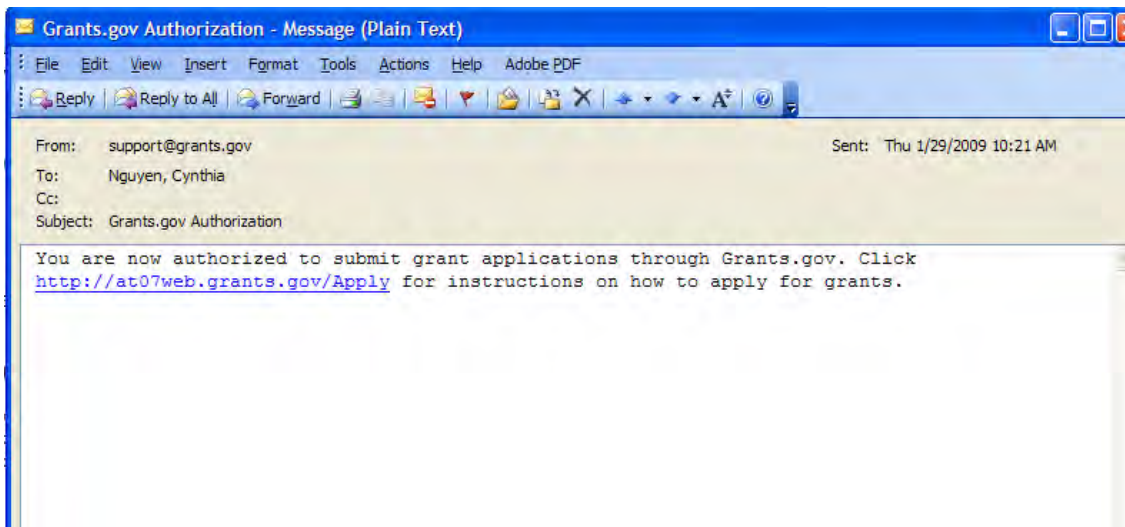 Grants.gov Authorization - Message (Plain Text)
File Edit View Insert Format Tools Actions Help Adobe PDF
Reply Reply to All Forward
From: support@grants.gov Sent: Thu 1/29/2009 10:21 AM
To: Nguyen, Cynthia
Cc:
Subject: Grants.gov Authorization
You are now authorized to submit grant applications through Grants.gov. Click
http://at07web.grants.gov/Apply for instructions on how to apply for grants.